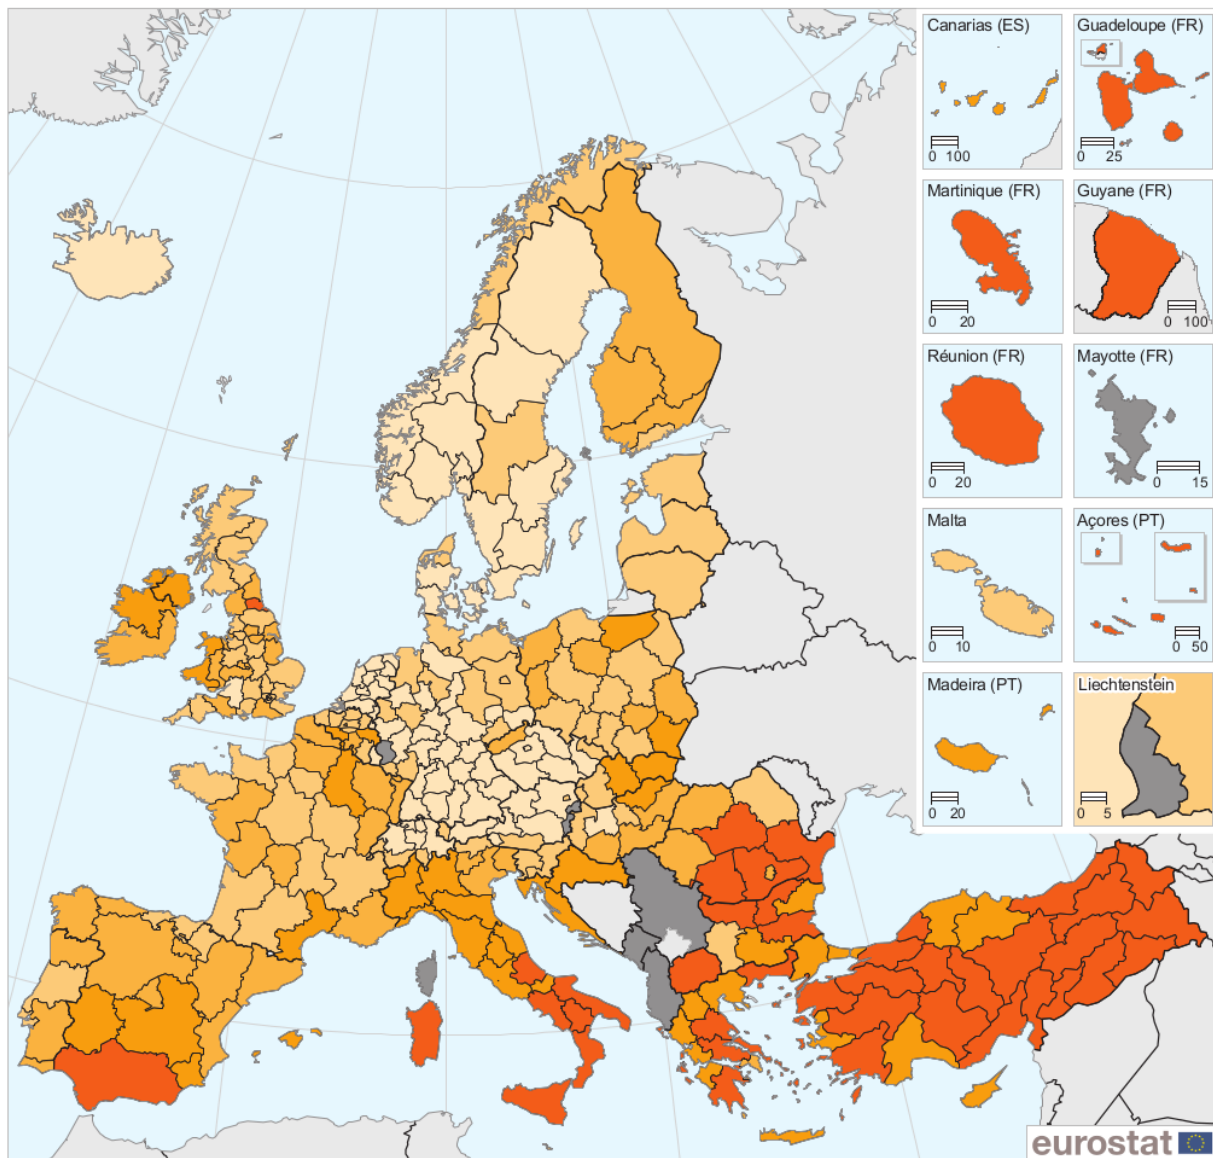 Canarias (ES)
0 100
Guadeloupe (FR)
0 25
Martinique (FR)
0 20
Guyane (FR)
0 100
Réunion (FR)
0 20
Mayotte (FR)
0 15
Malta
0 10
Açores (PT)
0 50
Madeira (PT)
0 20
Liechtenstein
0 5
eurostat